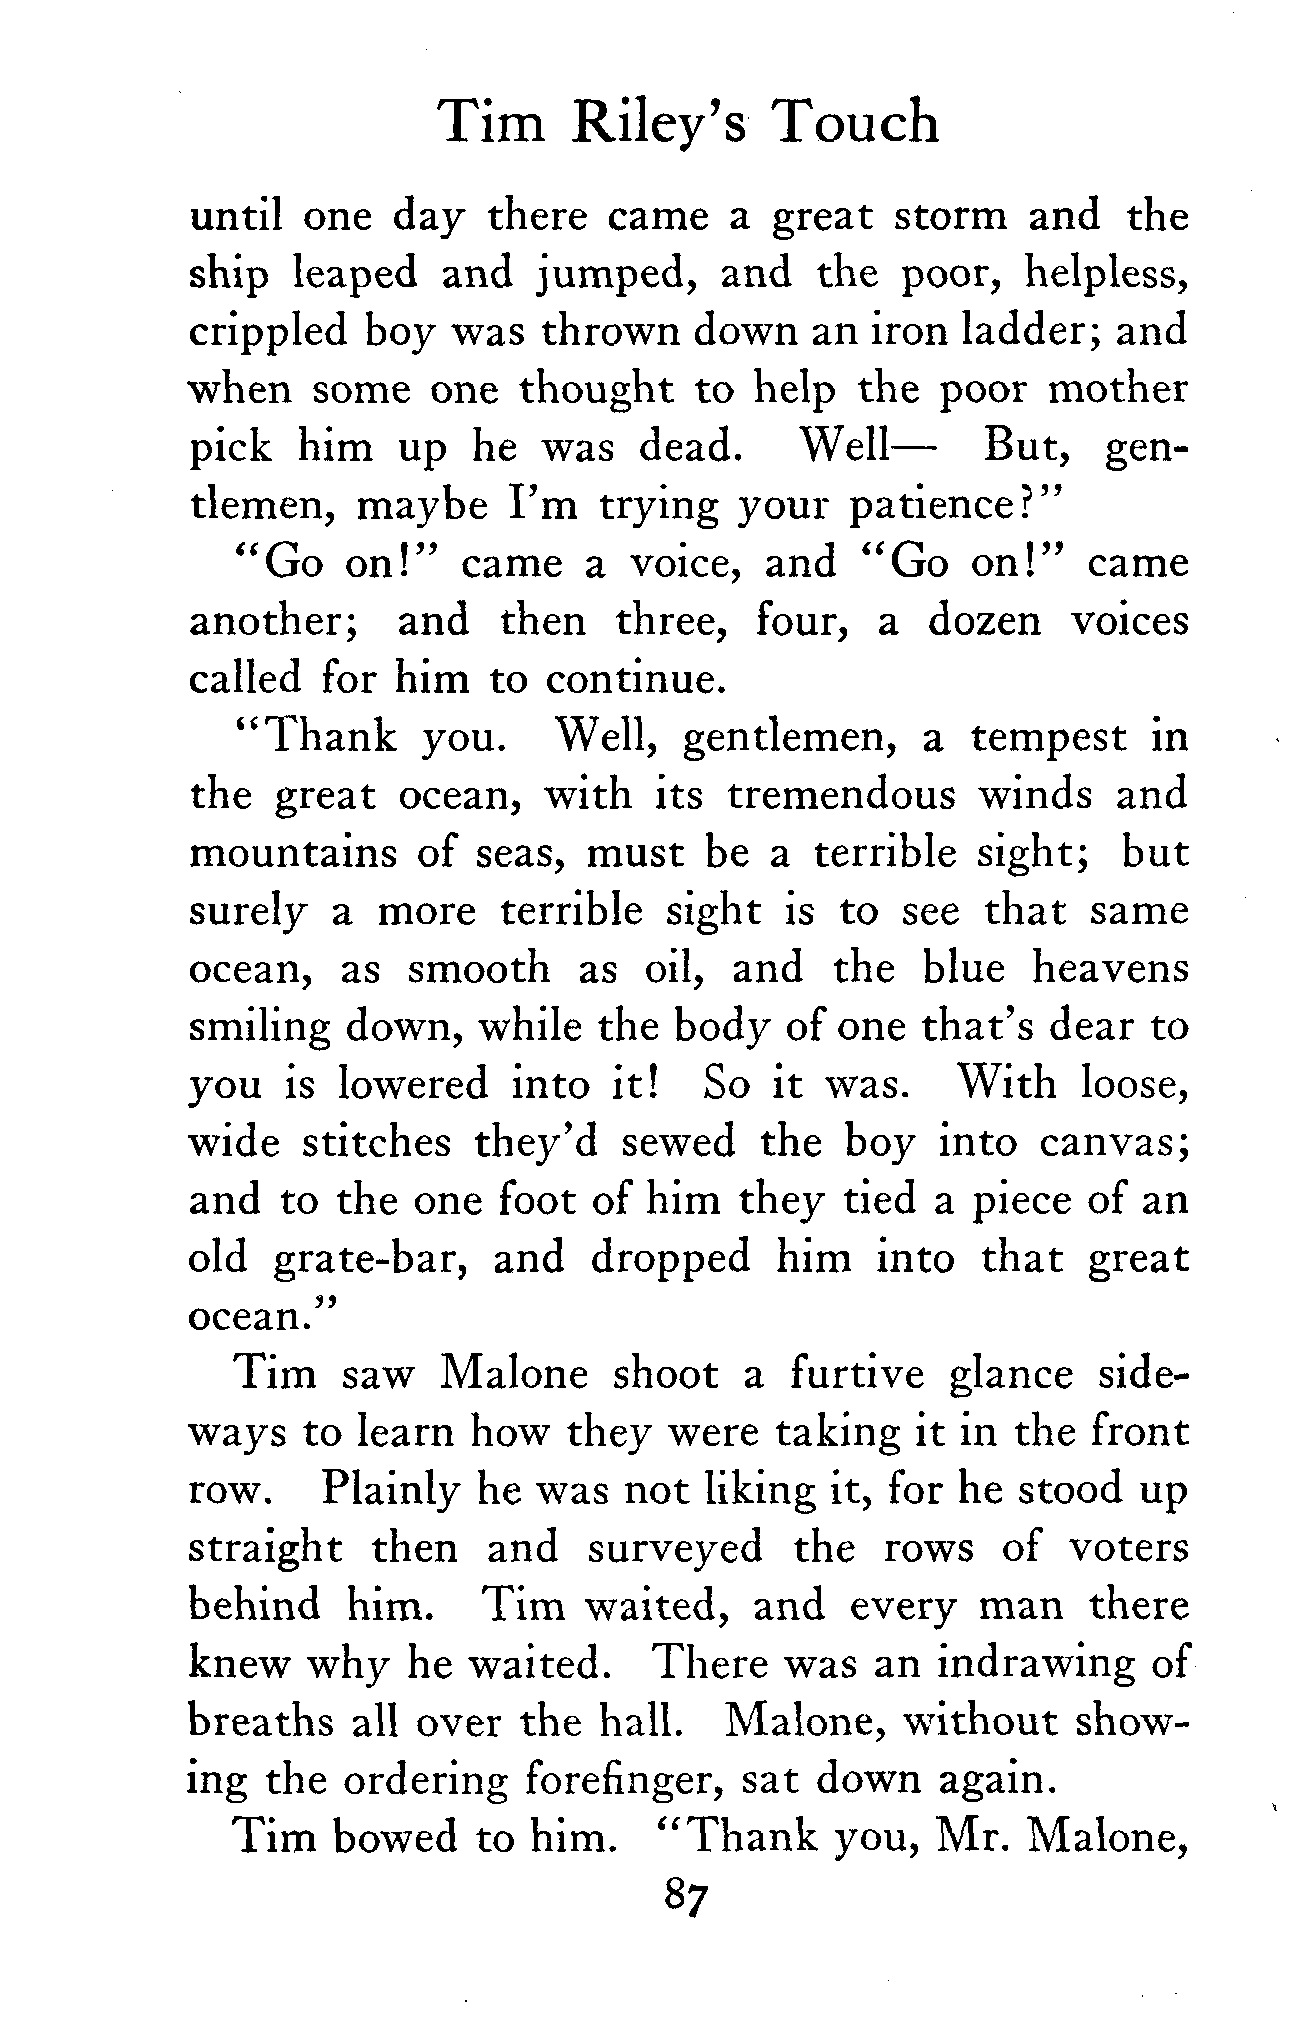 Tim Riley's Touch
until one day there came a great storm and the
ship leaped and jumped, and the poor, helpless,
crippled boy was thrown down an iron ladder; and
when some one thought to help the poor mother
pick him up he was dead. Well— But, gen-
tlemen, maybe I'm trying your patience?"
"Go on!" came a voice, and "Go on!" came
another; and then three, four, a dozen voices
called for him to continue.
"Thank you. Well, gentlemen, a tempest in
the great ocean, with its tremendous winds and
mountains of seas, must be a terrible sight; but
surely a more terrible sight is to see that same
ocean, as smooth as oil, and the blue heavens
smiling down, while the body of one that's dear to
you is lowered into it! So it was. With loose,
wide stitches they'd sewed the boy into canvas;
and to the one foot of him they tied a piece of an
old grate-bar, and dropped him into that great
ocean."
Tim saw Malone shoot a furtive glance side-
ways to learn how they were taking it in the front
row. Plainly he was not liking it, for he stood up
straight then and surveyed the rows of voters
behind him. Tim waited, and every man there
knew why he waited. There was an indrawing of
breaths all over the hall. Malone, without show-
ing the ordering forefinger, sat down again.
Tim bowed to him. "Thank you, Mr. Malone,
87